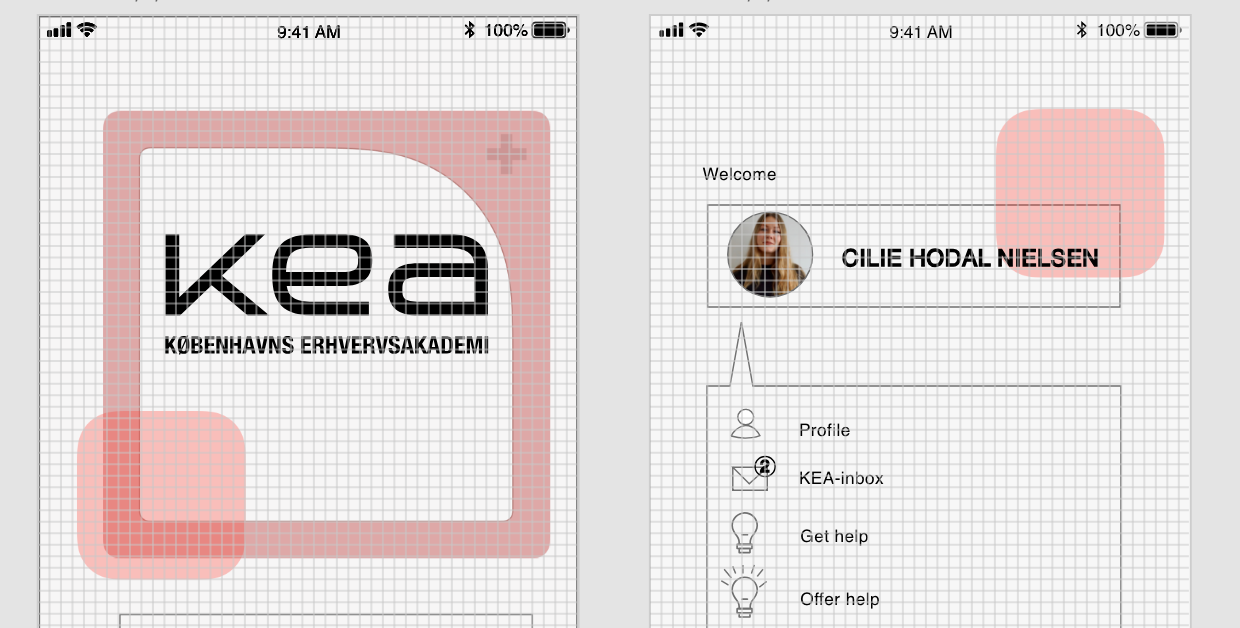 9:41 AM
100%
kea
KØBENHAVNS ERHVERVSAKADEMI
9:41 AM
100%
Welcome
CILIE HODAL NIELSEN
Profile
2
KEA-inbox
Get help
Offer help